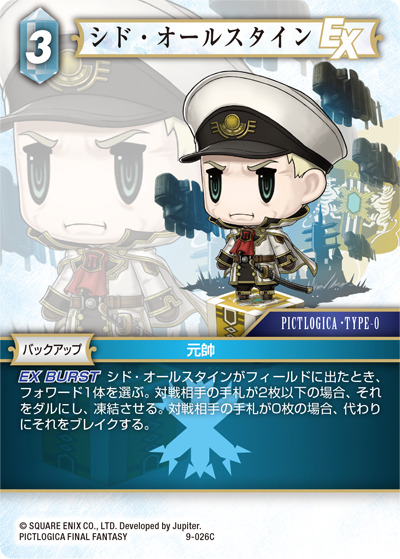 3
シド・オールスタイン EX
PICTLOGICA・TYPE-0
バックアップ
元帥
EX BURST シド・オールスタインがフィールドに出たとき、
フォワード1体を選ぶ。対戦相手の手札が2枚以下の場合、それ
をダルにし、凍結させる。対戦相手の手札が0枚の場合、代わり
にそれをブレイクする。
© SQUARE ENIX CO., LTD. Developed by Jupiter.
PICTLOGICA FINAL FANTASY
9-026C